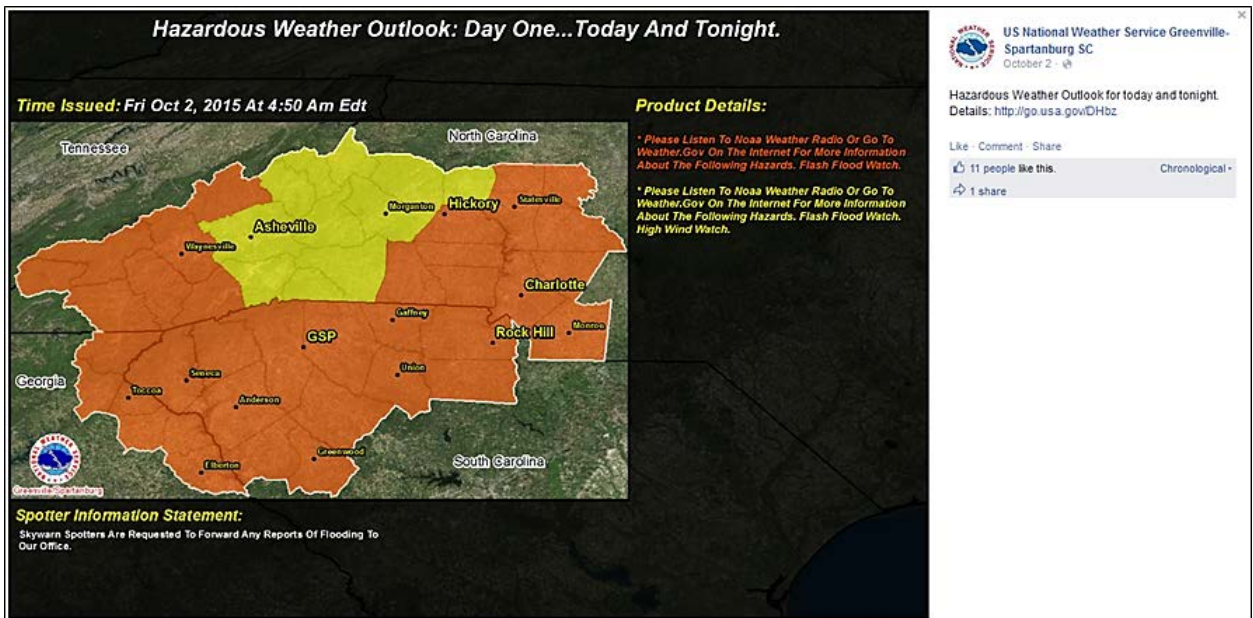 Hazardous Weather Outlook: Day One...Today And Tonight.
Time Issued: Fri Oct 2, 2015 At 4:50 Am Edt
Tennessee
North Carolina
Morganton
Hickory
Statesville
Asheville
Waynesville
Charlotte
Gaffney
Monroe
GSP
Rock Hill
Union
Seneca
Georgia
Toccoa
Anderson
Greenwood
Elberton
South Carolina
NATIONAL WEATHER SERVICE
Greenville/Spartanburg
Product Details:
* Please Listen To Noaa Weather Radio Or Go To
Weather.Gov On The Internet For More Information
About The Following Hazards. Flash Flood Watch.
* Please Listen To Noaa Weather Radio Or Go To
Weather.Gov On The Internet For More Information
About The Following Hazards. Flash Flood Watch.
High Wind Watch.
Spotter Information Statement:
Skywarn Spotters Are Requested To Forward Any Reports Of Flooding To
Our Office.
NATIONAL WEATHER SERVICE
US National Weather Service Greenville-
Spartanburg SC
October 2 ·
Hazardous Weather Outlook for today and tonight.
Details: http://go.usa.gov/DHbz
Like · Comment · Share
11 people like this.
Chronological
1 share